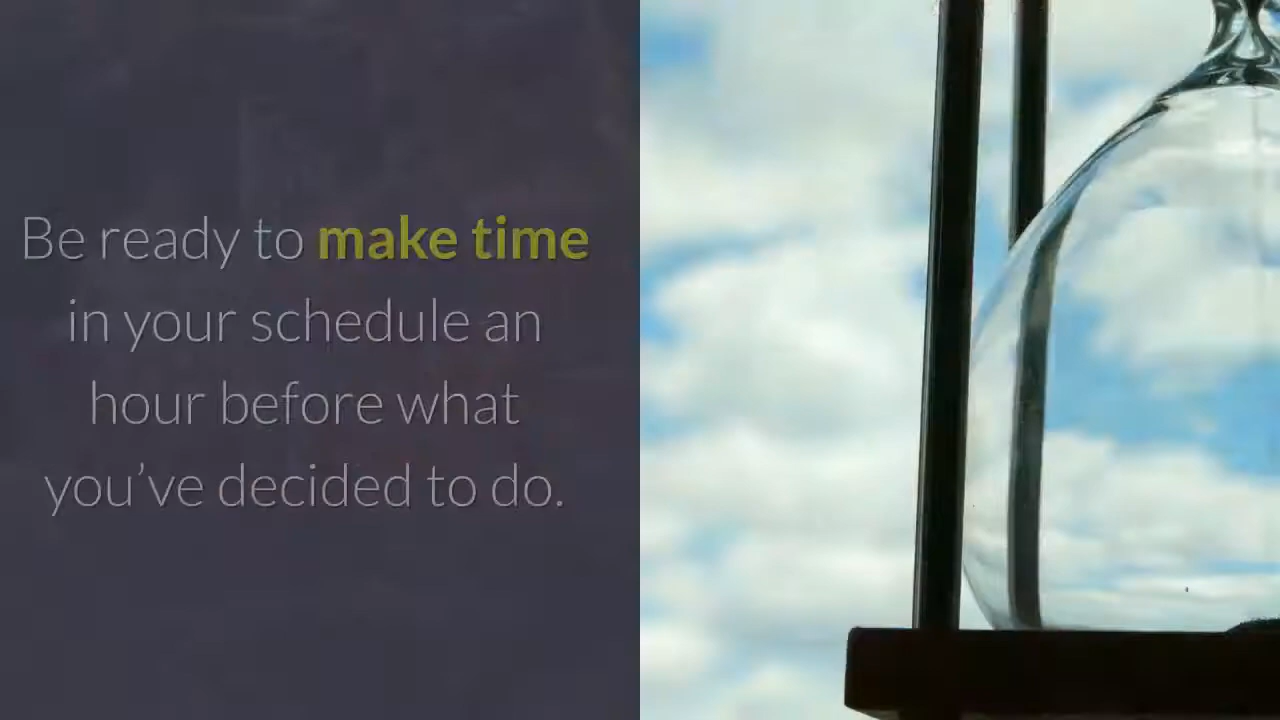 Be ready to make time
in your schedule an
hour before what
you’ve decided to do.